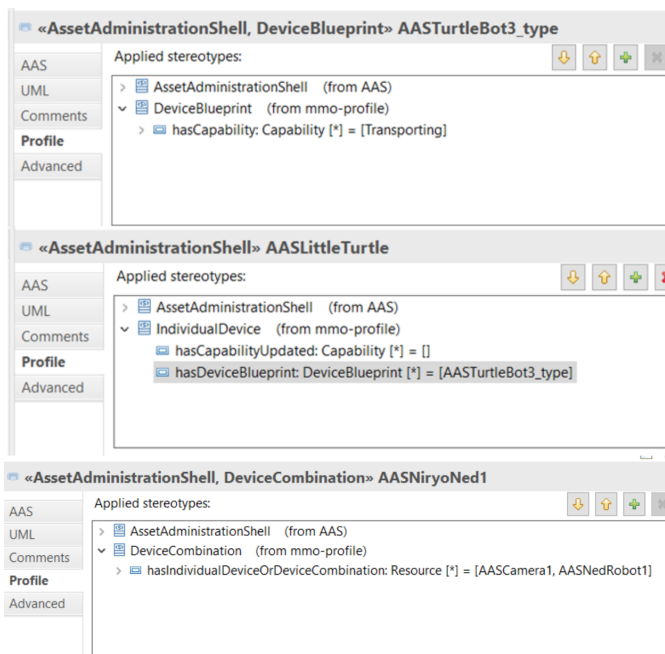 «AssetAdministrationShell, DeviceBlueprint» AASTurtleBot3_type
AAS
UML
Comments
Profile
Advanced
Applied stereotypes:
AssetAdministrationShell (from AAS)
DeviceBlueprint (from mmo-profile)
hasCapability: Capability [*] = [Transporting]
«AssetAdministrationShell» AASLittleTurtle
AAS
UML
Comments
Profile
Advanced
Applied stereotypes:
AssetAdministrationShell (from AAS)
IndividualDevice (from mmo-profile)
hasCapabilityUpdated: Capability [*] = []
hasDeviceBlueprint: DeviceBlueprint [*] = [AASTurtleBot3_type]
«AssetAdministrationShell, DeviceCombination» AASNiryoNed1
AAS
UML
Comments
Profile
Advanced
Applied stereotypes:
AssetAdministrationShell (from AAS)
DeviceCombination (from mmo-profile)
hasIndividualDeviceOrDeviceCombination: Resource [*] = [AASCamera1, AASNedRobot1]